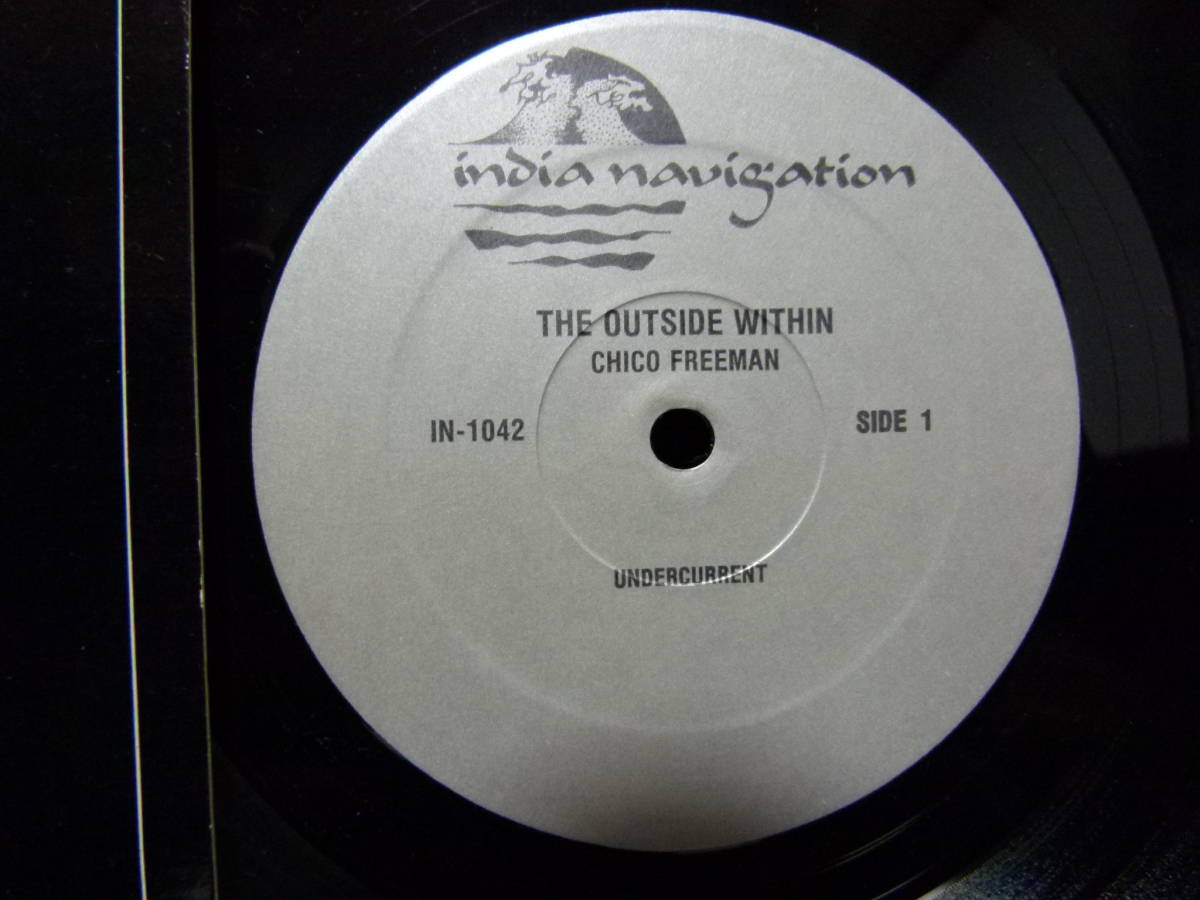 india navigation
THE OUTSIDE WITHIN
CHICO FREEMAN
IN-1042
SIDE 1
UNDERCURRENT